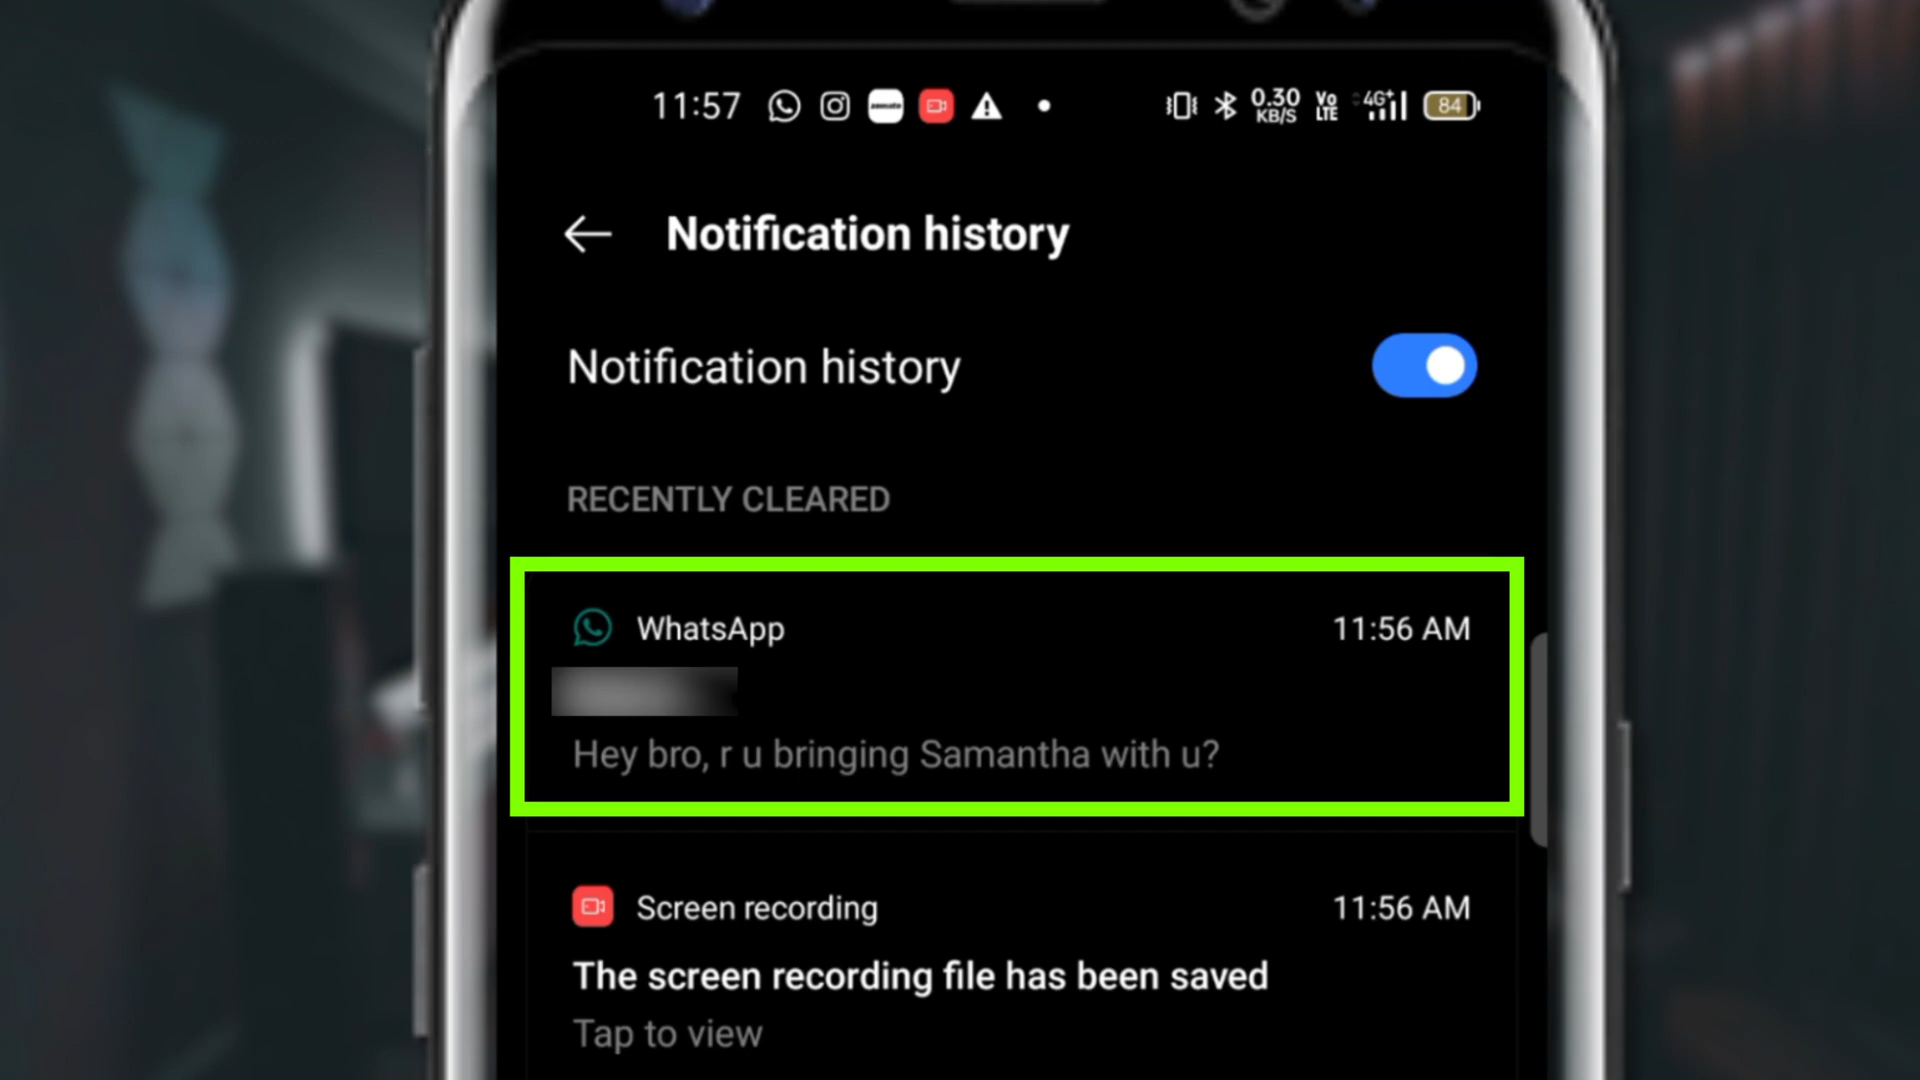 11:57 zomato 0.30 KB/S Vo LTE 4G+ 84
Notification history
Notification history
RECENTLY CLEARED
WhatsApp 11:56 AM
Hey bro, r u bringing Samantha with u?
Screen recording 11:56 AM
The screen recording file has been saved
Tap to view